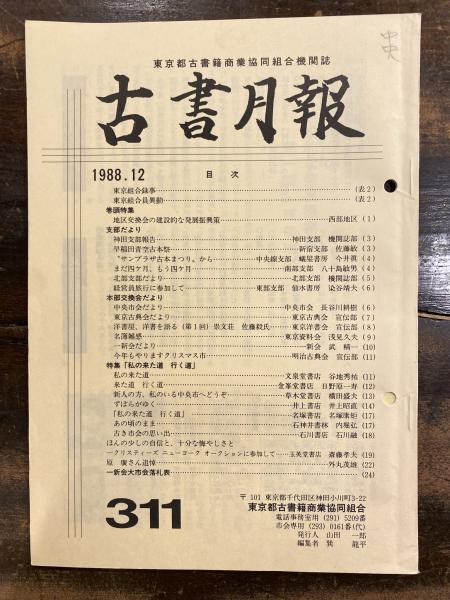 中央
東京都古書籍商業協同組合機関誌
古書月報
1988.12 目次
東京組合録事……(表2)
東京組合員異動……(表2)
巻頭特集
地区交換会の建設的な発展振興策……西部地区(1)
支部だより
神田支部報告……神田支部 機関誌部(3)
早稲田青空古本祭……新宿支部 佐藤敏(3)
“サンプラザ古本まつり”から……中央線支部 蝸星書房 今井眞(4)
まだ四ケ月、もう四ケ月……南部支部 八十島敏男(4)
北部支部だより……北部支部 機関誌部(5)
経営員旅行に参加して……東部支部 伯水書房 染谷靖夫(6)
本部交換会だより
中央市会だより……中央市会 長谷川耕樹(6)
東京古典会だより……東京古典会 宣伝部(7)
洋書屋、洋書を語る(第1回)崇文荘 佐藤毅氏……東京洋書会 宣伝部(8)
名簿雑感……東京資料会 浅見久夫(9)
一新会だより……一新会 武 精一(10)
今年もやりますクリスマス市……明治古典会 宣伝部(11)
特集「私の来た道 行く道」
私の来た道……文泉堂書店 谷地秀祐(11)
来た道 行く道……金峯堂書店 日野原一寿(12)
新人の方、私のいる中央市へどうぞ……草木堂書店 横田盛夫(13)
ずぼらがゆく……井上書店 井上昭直(14)
「私の来た道 行く道」……名塚書店 名塚康矩(17)
あの頃のまま……石神井書林 内堀弘(17)
古き市会の思い出……石川書店 石川融(18)
ほんの少しの自信と、十分な悔やしさと
―クリスティーズ ニューヨーク オークションに参加して……玉英堂書店 斎藤孝夫(19)
原 廣さん追悼……外丸茂雄(22)
一新会大市会落札表……(24)
311
〒101 東京都千代田区神田小川町3-22
東京都古書籍商業協同組合
電話事務室用(291)5209番
市会専用(293)0161番(代)
発行人 山田一郎
編集者 巽 龍平